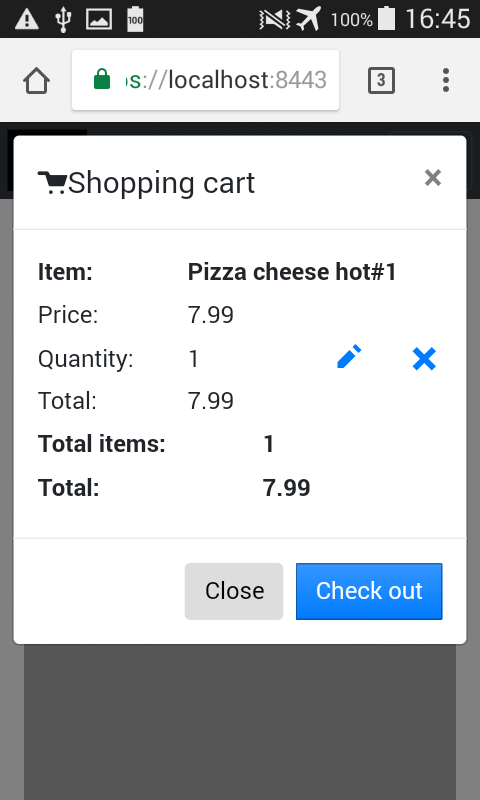 100 100% 16:45
s://localhost:8443 3
Shopping cart ×
Item: Pizza cheese hot#1
Price: 7.99
Quantity: 1
Total: 7.99
Total items: 1
Total: 7.99
Close Check out